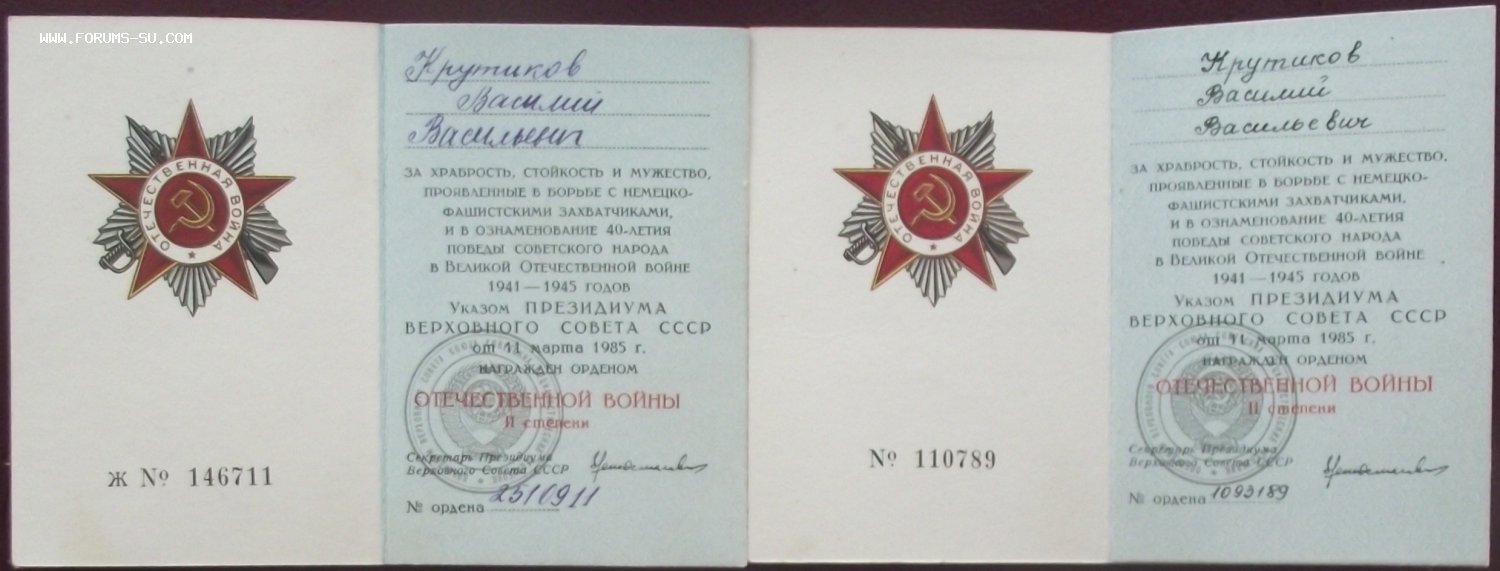 WWW.FORUMS-SU.COM
ОТЕЧЕСТВЕННАЯ ВОЙНА
Ж № 146711
Крутиков
Василий
Васильевич
ЗА ХРАБРОСТЬ, СТОЙКОСТЬ И МУЖЕСТВО,
ПРОЯВЛЕННЫЕ В БОРЬБЕ С НЕМЕЦКО-
ФАШИСТСКИМИ ЗАХВАТЧИКАМИ,
И В ОЗНАМЕНОВАНИЕ 40-ЛЕТИЯ
ПОБЕДЫ СОВЕТСКОГО НАРОДА
В ВЕЛИКОЙ ОТЕЧЕСТВЕННОЙ ВОЙНЕ
1941 — 1945 ГОДОВ
УКАЗОМ ПРЕЗИДИУМА
ВЕРХОВНОГО СОВЕТА СССР
от 11 марта 1985 г.
НАГРАЖДЕН ОРДЕНОМ
ОТЕЧЕСТВЕННОЙ ВОЙНЫ
II степени
Секретарь Президиума
Верховного Совета СССР
№ ордена 2510911
ОТЕЧЕСТВЕННАЯ ВОЙНА
№ 110789
Крутиков
Василий
Васильевич
ЗА ХРАБРОСТЬ, СТОЙКОСТЬ И МУЖЕСТВО,
ПРОЯВЛЕННЫЕ В БОРЬБЕ С НЕМЕЦКО-
ФАШИСТСКИМИ ЗАХВАТЧИКАМИ,
И В ОЗНАМЕНОВАНИЕ 40-ЛЕТИЯ
ПОБЕДЫ СОВЕТСКОГО НАРОДА
В ВЕЛИКОЙ ОТЕЧЕСТВЕННОЙ ВОЙНЕ
1941 — 1945 ГОДОВ
УКАЗОМ ПРЕЗИДИУМА
ВЕРХОВНОГО СОВЕТА СССР
от 11 марта 1985 г.
НАГРАЖДЕН ОРДЕНОМ
ОТЕЧЕСТВЕННОЙ ВОЙНЫ
II степени
Секретарь Президиума
Верховного Совета СССР
№ ордена 1093189